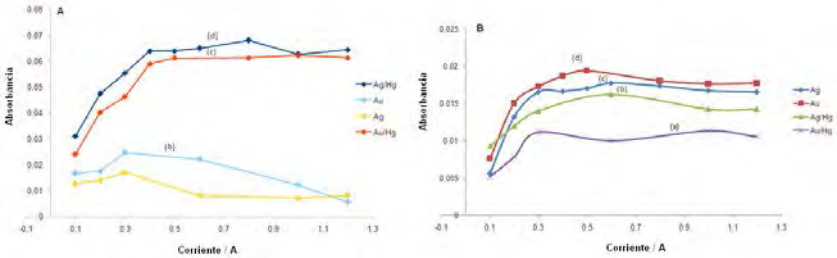 A
0.08
0.07
0.06
0.05
0.04
0.03
0.02
0.01
0
-0.1
0.1
0.3
0.5
0.7
0.9
1.1
1.3
Absorbancia
Corriente / A
(d)
(c)
(b)
Ag/Hg
Au
Ag
Au/Hg
B
0.025
0.02
0.015
0.01
0.005
0
-0.1
0.1
0.3
0.5
0.7
0.9
1.1
1.3
Absorbancia
Corriente / A
(d)
(c)
(b)
(a)
Ag
Au
Ag/Hg
Au/Hg